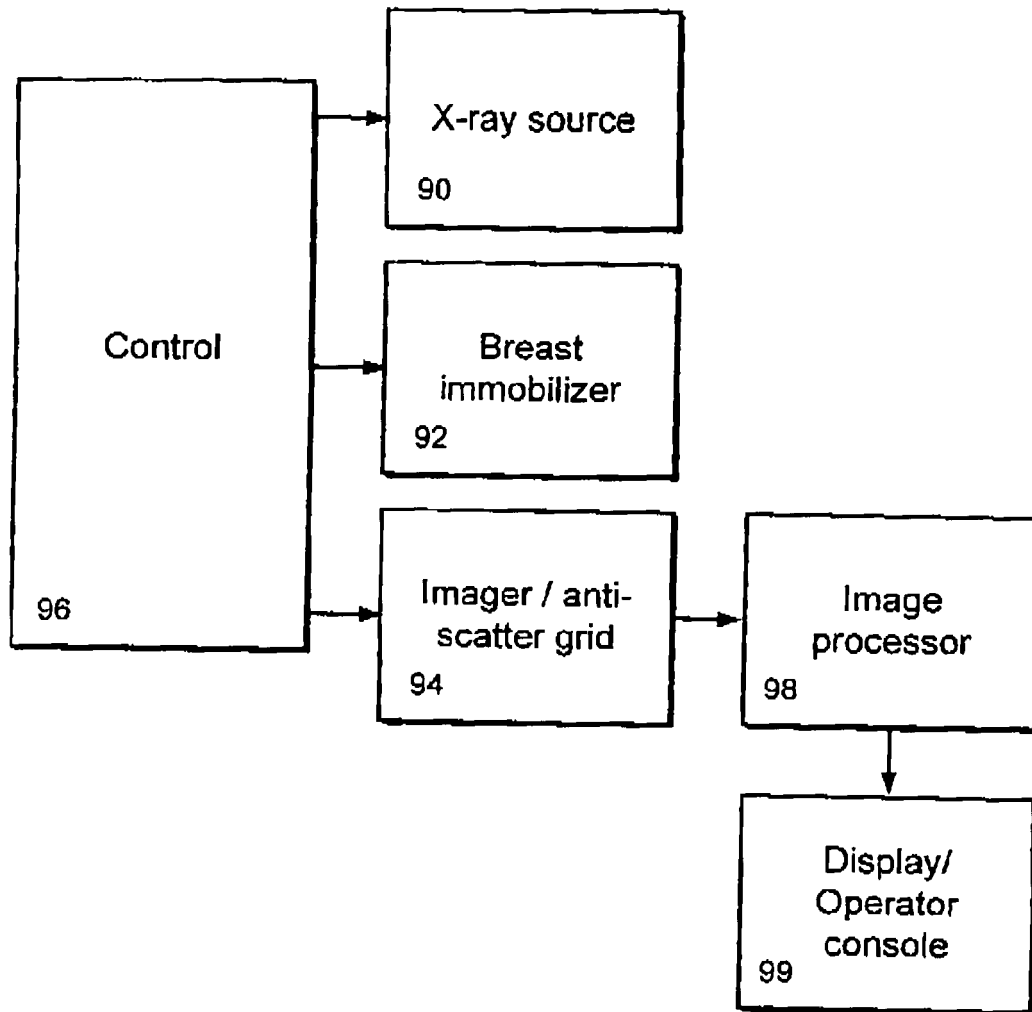 X-ray source
90
Control
96
Breast
immobilizer
92
Imager / anti-
scatter grid
94
Image
processor
98
Display/
Operator
console
99